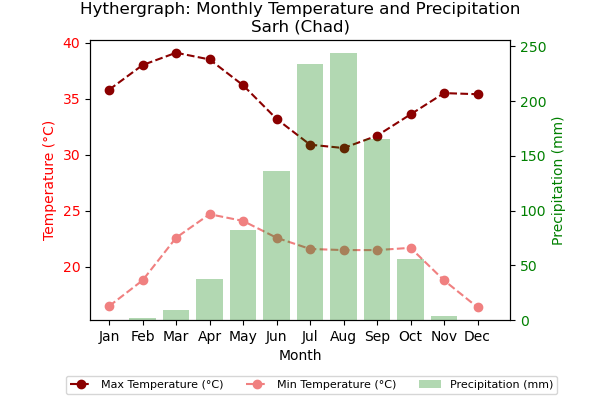 Hythergraph: Monthly Temperature and Precipitation
Sarh (Chad)
40
35
30
25
20
Temperature (°C)
250
200
150
100
50
0
Precipitation (mm)
Jan Feb Mar Apr May Jun Jul Aug Sep Oct Nov Dec
Month
Max Temperature (°C) Min Temperature (°C) Precipitation (mm)